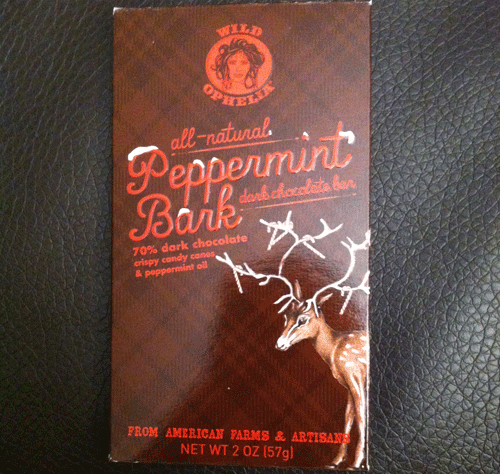 WILD
OPHELIA
all-natural
Peppermint
Bark dark chocolate bar
70% dark chocolate
crispy candy canes
& peppermint oil
FROM AMERICAN FARMS & ARTISANS
NET WT 2 OZ (57g)